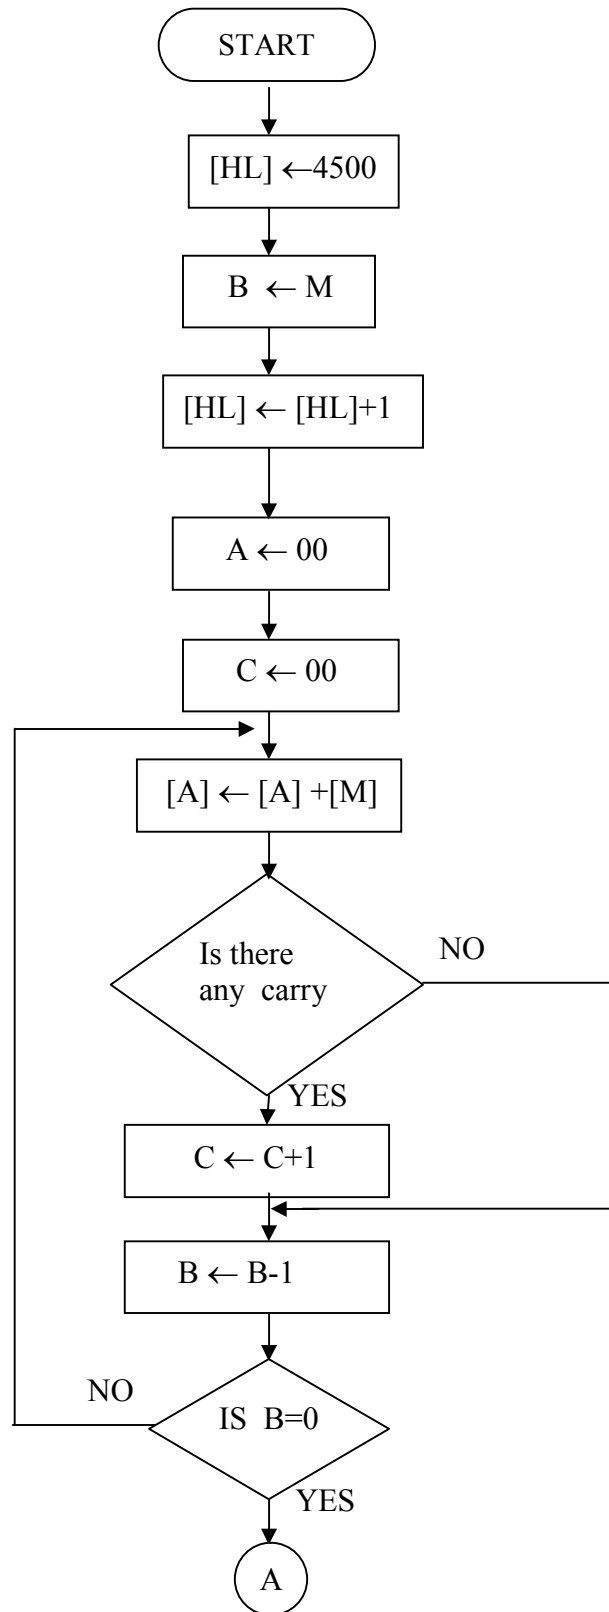 START
[HL] ←4500
B ← M
[HL] ← [HL]+1
A ← 00
C ← 00
[A] ← [A] +[M]
Is there
any carry
NO
YES
C ← C+1
B ← B-1
NO
IS B=0
YES
A